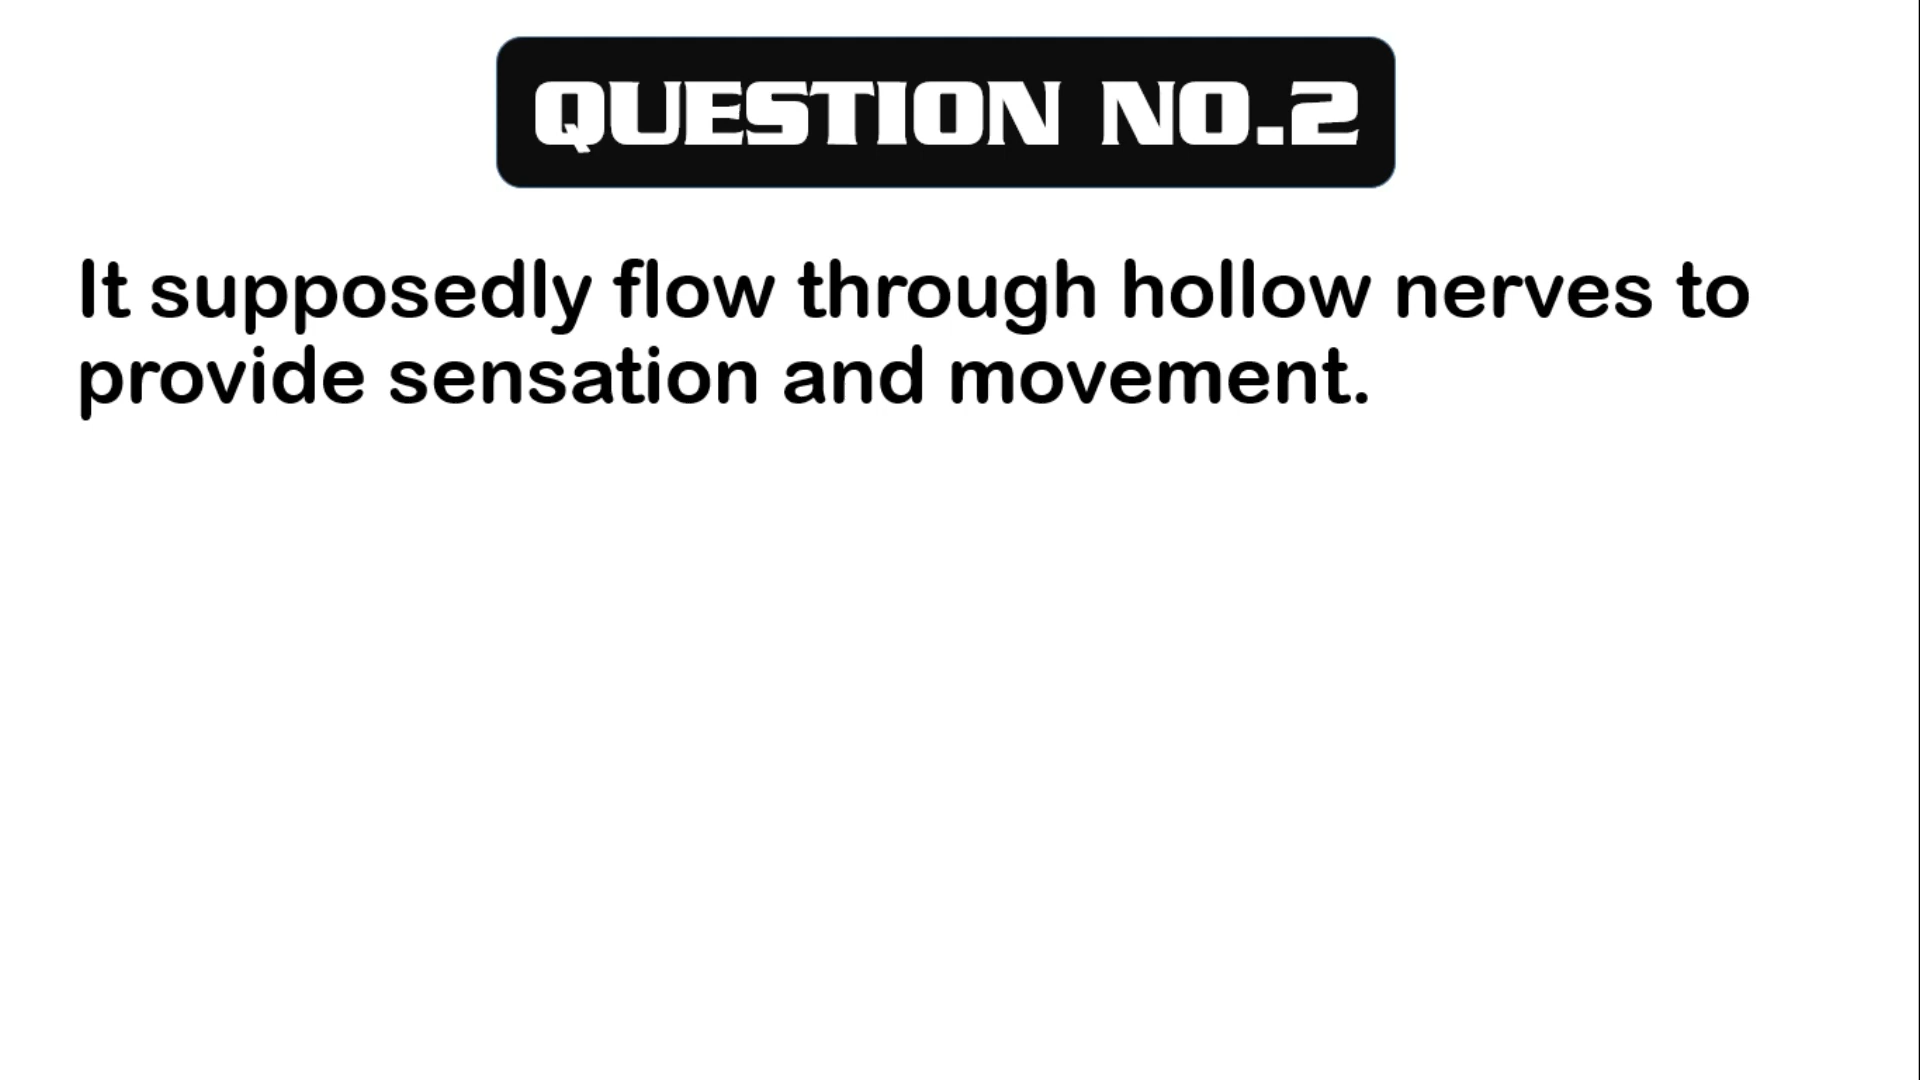 QUESTION NO.2
It supposedly flow through hollow nerves to
provide sensation and movement.